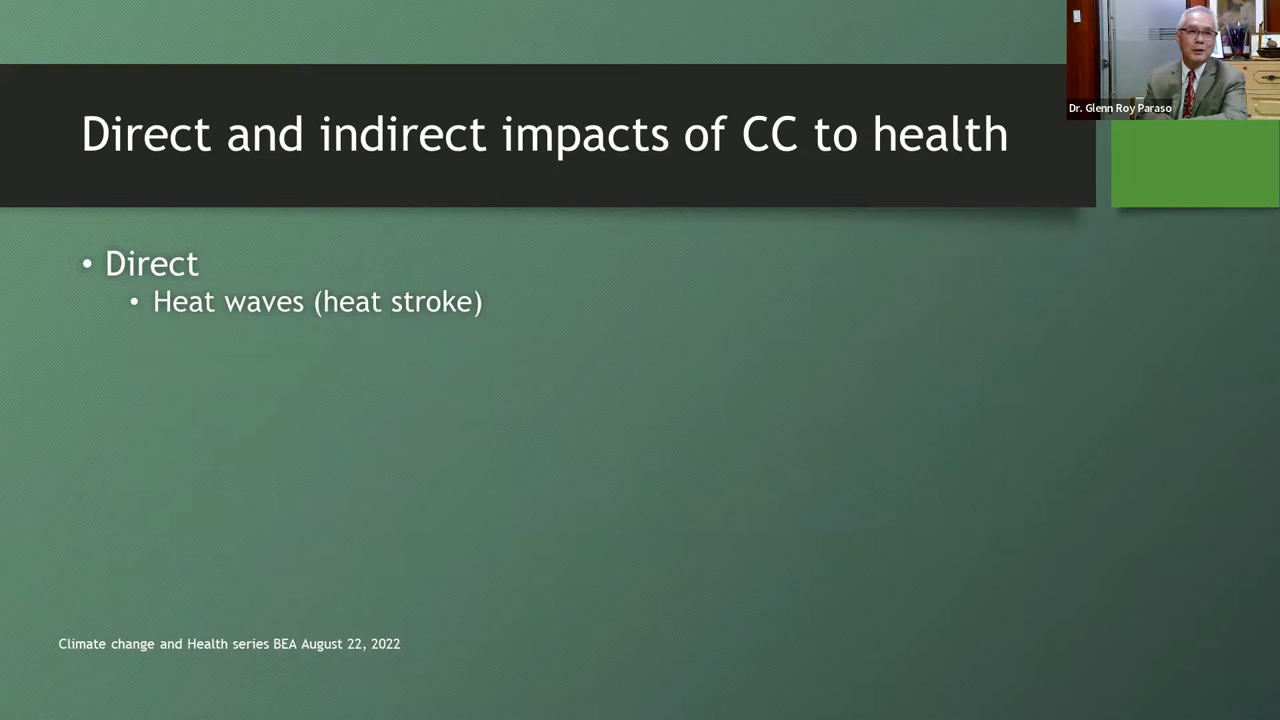 Dr. Glenn Roy Paraso
Direct and indirect impacts of CC to health
• Direct
• Heat waves (heat stroke)
Climate change and Health series BEA August 22, 2022